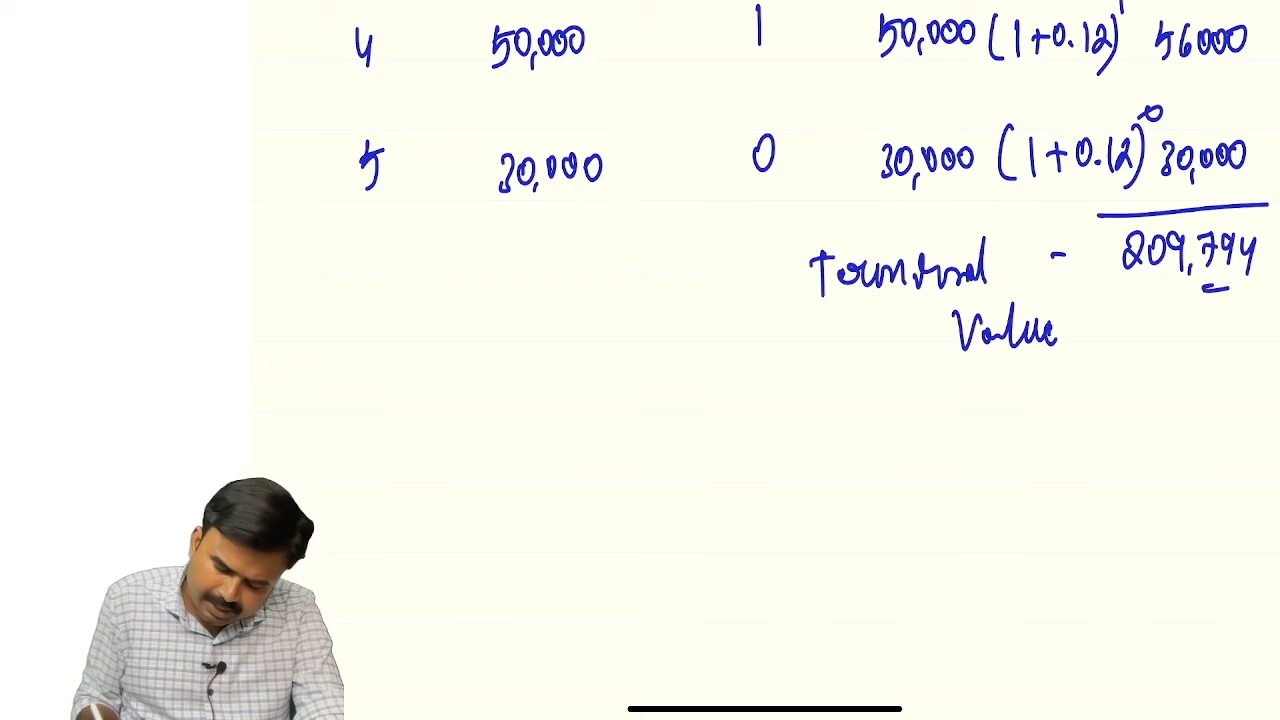 4 50,000 1 50,000 (1+0.12)¹ 56000
5 30,000 0 30,000 (1+0.12)⁰ 30,000
Terminal - 209,794
Value